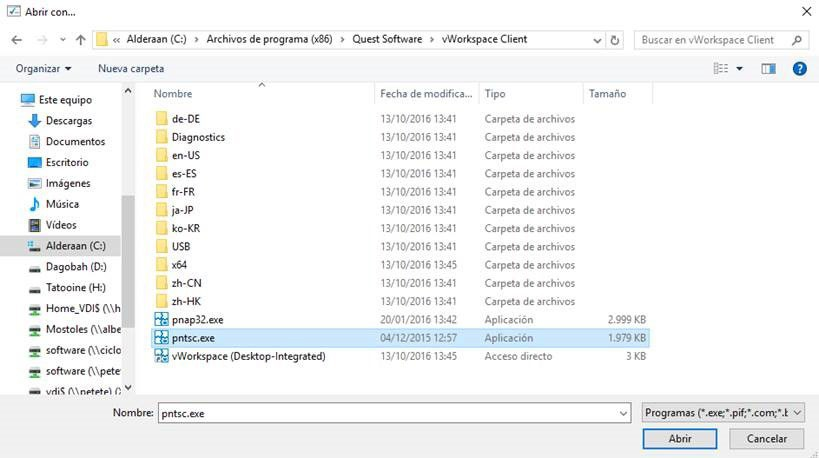 Abrir con...
« Alderaan (C:) > Archivos de programa (x86) > Quest Software > vWorkspace Client
Buscar en vWorkspace Client
Organizar Nueva carpeta
Nombre Fecha de modifica... Tipo Tamaño
Este equipo
Descargas
Documentos
Escritorio
Imágenes
Música
Vídeos
Alderaan (C:)
Dagobah (D:)
Tatooine (H:)
Home_VDI$ (\\h
Mostoles (\\albe
software (\\ciclo
software (\\pete
vdi$ (\\petete) (
de-DE 13/10/2016 13:41 Carpeta de archivos
Diagnostics 13/10/2016 13:41 Carpeta de archivos
en-US 13/10/2016 13:41 Carpeta de archivos
es-ES 13/10/2016 13:41 Carpeta de archivos
fr-FR 13/10/2016 13:41 Carpeta de archivos
ja-JP 13/10/2016 13:41 Carpeta de archivos
ko-KR 13/10/2016 13:41 Carpeta de archivos
USB 13/10/2016 13:41 Carpeta de archivos
x64 13/10/2016 13:45 Carpeta de archivos
zh-CN 13/10/2016 13:41 Carpeta de archivos
zh-HK 13/10/2016 13:41 Carpeta de archivos
pnap32.exe 20/01/2016 13:42 Aplicación 2.999 KB
pntsc.exe 04/12/2015 12:57 Aplicación 1.979 KB
vWorkspace (Desktop-Integrated) 13/10/2016 13:45 Acceso directo 3 KB
Nombre: pntsc.exe
Programas (*.exe;*.pif;*.com;*.b
Abrir Cancelar